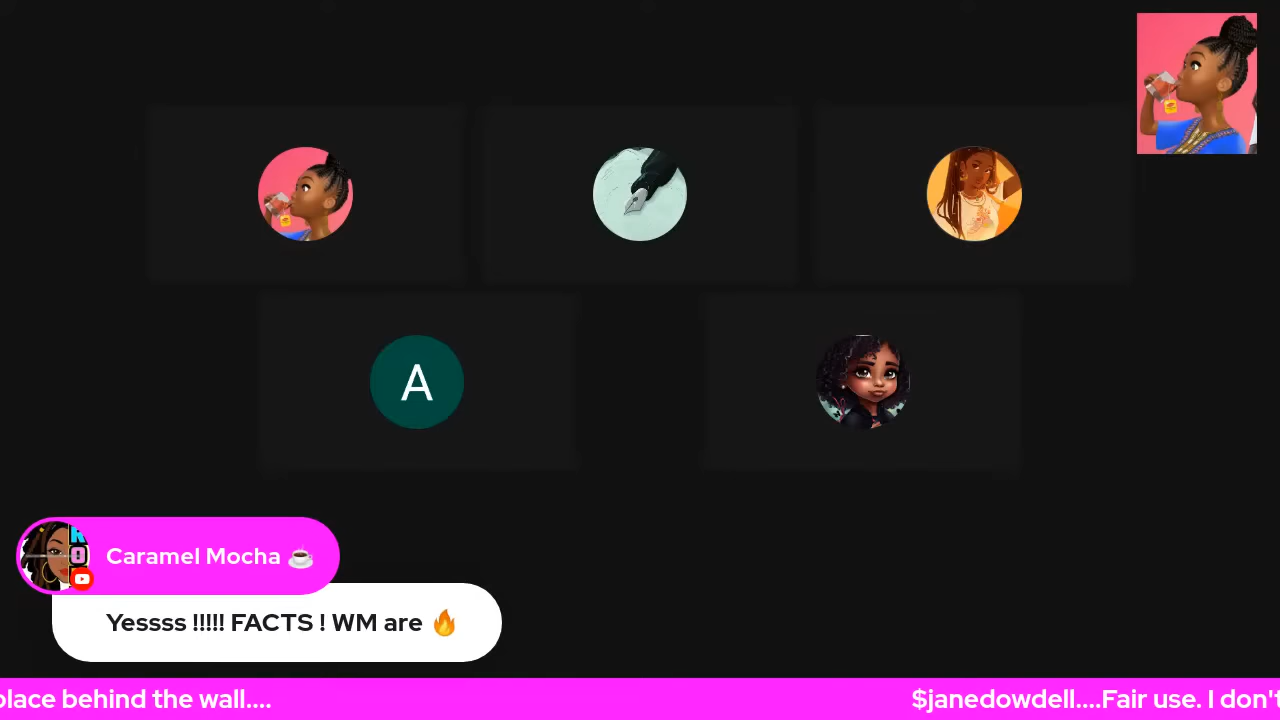 A
Caramel Mocha ☕
Yessss !!!!! FACTS ! WM are 🔥
place behind the wall....
$janedowdell....Fair use. I don't